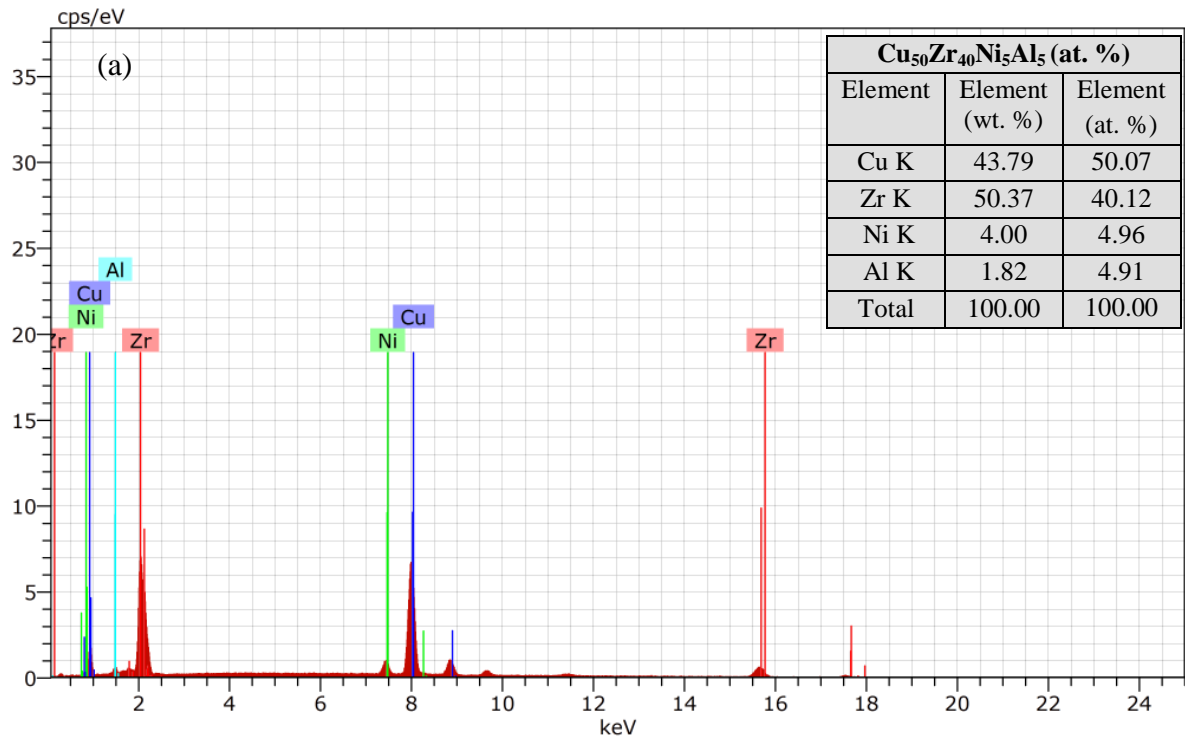 cps/eV
(a)
Cu₅₀Zr₄₀Ni₅Al₅ (at. %)
Element Element (wt. %) Element (at. %)
Cu K 43.79 50.07
Zr K 50.37 40.12
Ni K 4.00 4.96
Al K 1.82 4.91
Total 100.00 100.00
35
30
25
20
15
10
5
0
Al
Cu
Ni
Zr
Zr
Ni
Cu
Zr
2 4 6 8 10 12 14 16 18 20 22 24
keV